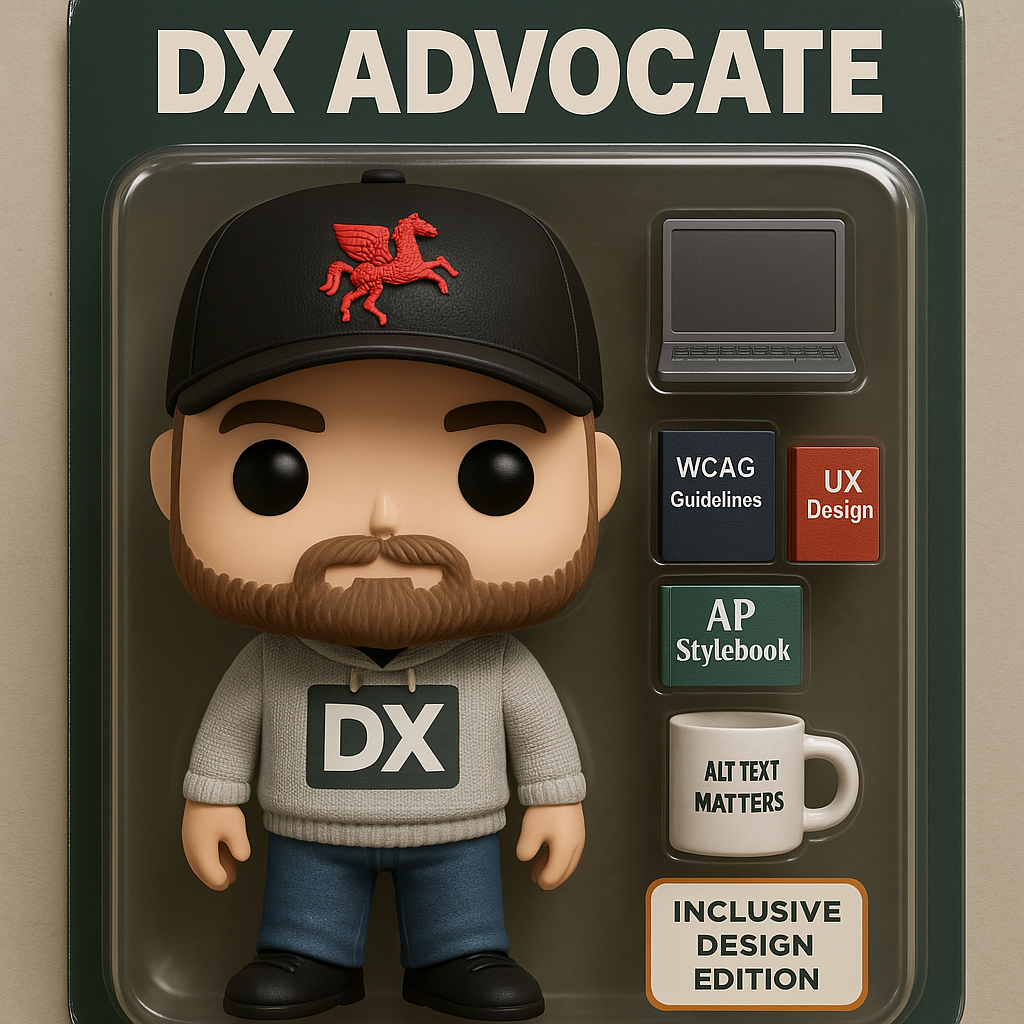 DX ADVOCATE
DX
WCAG
Guidelines
UX
Design
AP
Stylebook
ALT TEXT
MATTERS
INCLUSIVE
DESIGN
EDITION